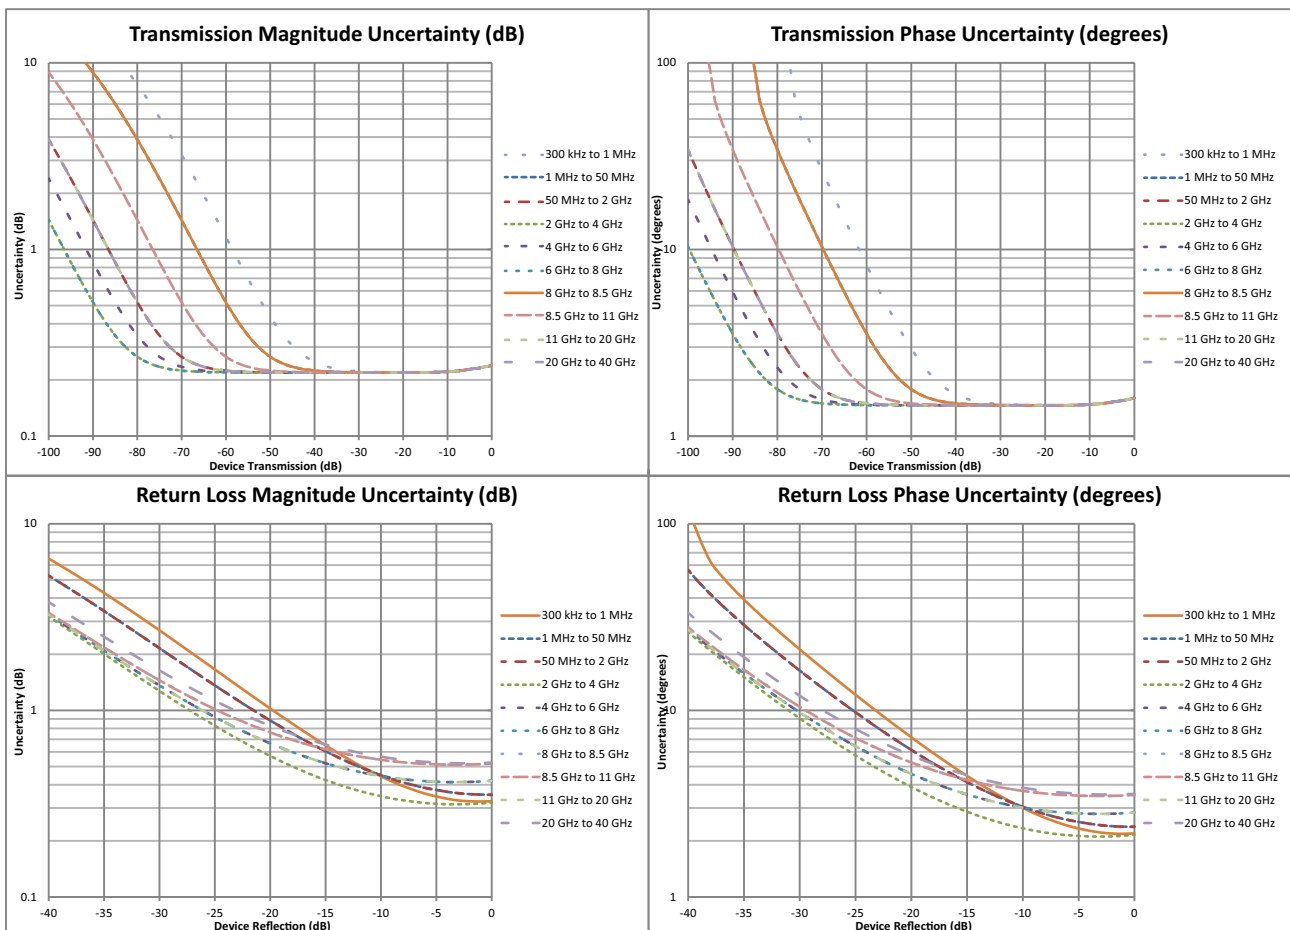 Transmission Magnitude Uncertainty (dB)
10
1
0.1
Uncertainty (dB)
-100 -90 -80 -70 -60 -50 -40 -30 -20 -10 0
Device Transmission (dB)
300 kHz to 1 MHz
1 MHz to 50 MHz
50 MHz to 2 GHz
2 GHz to 4 GHz
4 GHz to 6 GHz
6 GHz to 8 GHz
8 GHz to 8.5 GHz
8.5 GHz to 11 GHz
11 GHz to 20 GHz
20 GHz to 40 GHz
Transmission Phase Uncertainty (degrees)
100
10
1
Uncertainty (degrees)
-100 -90 -80 -70 -60 -50 -40 -30 -20 -10 0
Device Transmission (dB)
300 kHz to 1 MHz
1 MHz to 50 MHz
50 MHz to 2 GHz
2 GHz to 4 GHz
4 GHz to 6 GHz
6 GHz to 8 GHz
8 GHz to 8.5 GHz
8.5 GHz to 11 GHz
11 GHz to 20 GHz
20 GHz to 40 GHz
Return Loss Magnitude Uncertainty (dB)
10
1
0.1
Uncertainty (dB)
-40 -35 -30 -25 -20 -15 -10 -5 0
Device Reflection (dB)
300 kHz to 1 MHz
1 MHz to 50 MHz
50 MHz to 2 GHz
2 GHz to 4 GHz
4 GHz to 6 GHz
6 GHz to 8 GHz
8 GHz to 8.5 GHz
8.5 GHz to 11 GHz
11 GHz to 20 GHz
20 GHz to 40 GHz
Return Loss Phase Uncertainty (degrees)
100
10
1
Uncertainty (degrees)
-40 -35 -30 -25 -20 -15 -10 -5 0
Device Reflection (dB)
300 kHz to 1 MHz
1 MHz to 50 MHz
50 MHz to 2 GHz
2 GHz to 4 GHz
4 GHz to 6 GHz
6 GHz to 8 GHz
8 GHz to 8.5 GHz
8.5 GHz to 11 GHz
11 GHz to 20 GHz
20 GHz to 40 GHz